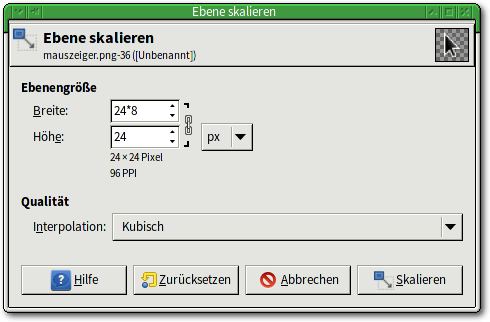 Ebene skalieren
Ebene skalieren
mauszeiger.png-36 ([Unbenannt])
Ebenengröße
Breite: 24*8
Höhe: 24 px
24 × 24 Pixel
96 PPI
Qualität
Interpolation: Kubisch
Hilfe Zurücksetzen Abbrechen Skalieren